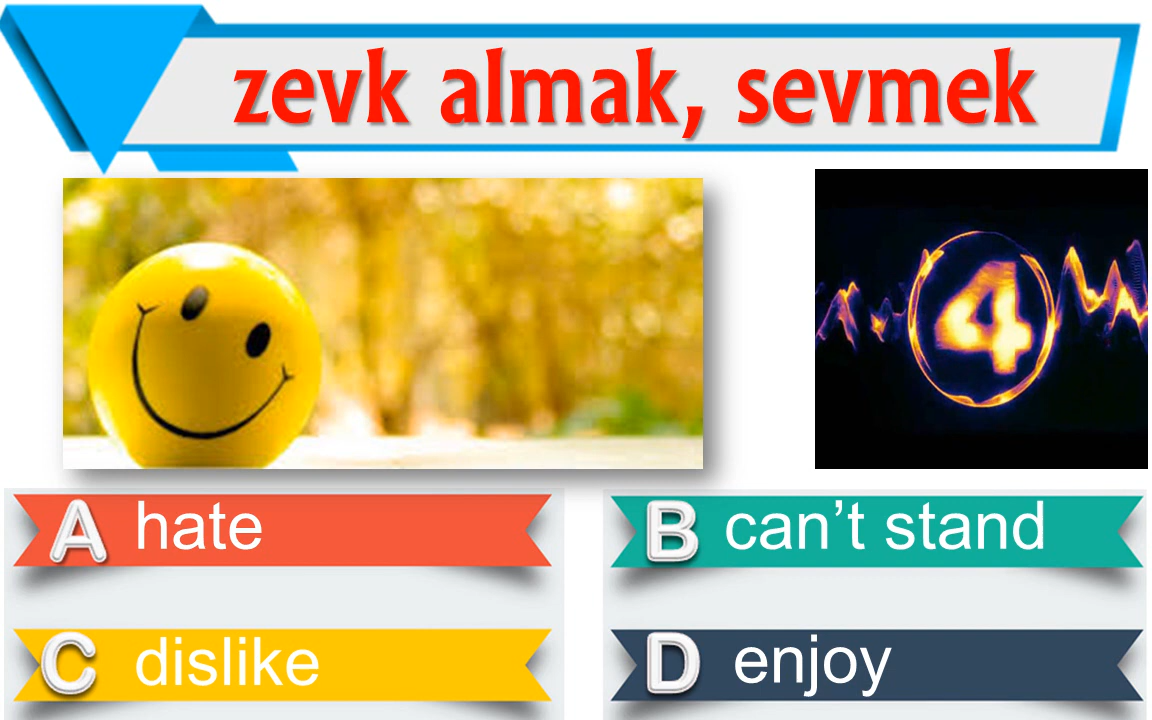 zevk almak, sevmek
4
A hate
B can’t stand
C dislike
D enjoy